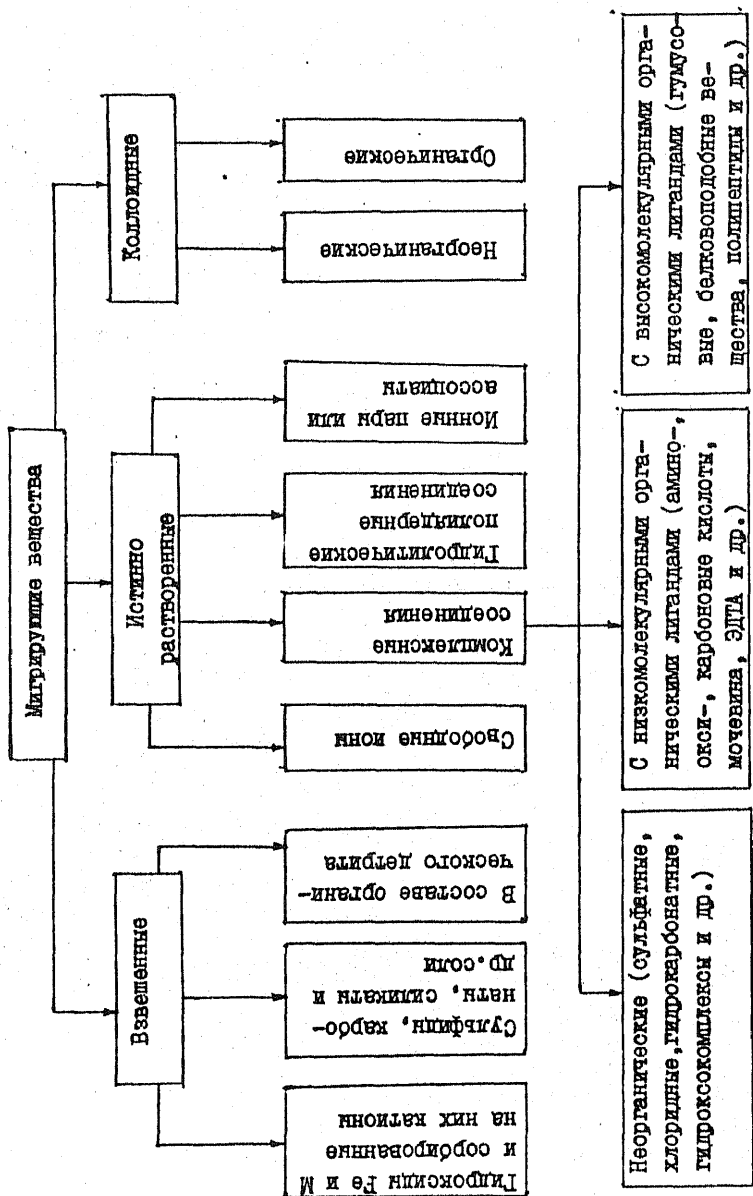 Мигрирующие вещества
Взвешенные
Истинно
растворенные
Коллоидные
Гидроксиды Fe и M
и сорбированные
на них катионы
Сульфиды, карбо-
наты, силикаты и
др.соли
В составе органи-
ческого детрита
Свободные ионы
Комплексные
соединения
Гидролитические
полиядерные
соединения
Ионные пары или
ассоциаты
Неорганические
Органические
Неорганические (сульфатные,
хлоридные,гидрокарбонатные,
гидроксокомплексы и др.)
С низкомолекулярными орга-
ническими лигандами (амино-,
окси-, карбоновые кислоты,
мочевина, ЭДТА и др.)
С высокомолекулярными орга-
ническими лигандами (гумусо-
вые, белковоподобные ве-
щества, полипептиды и др.)